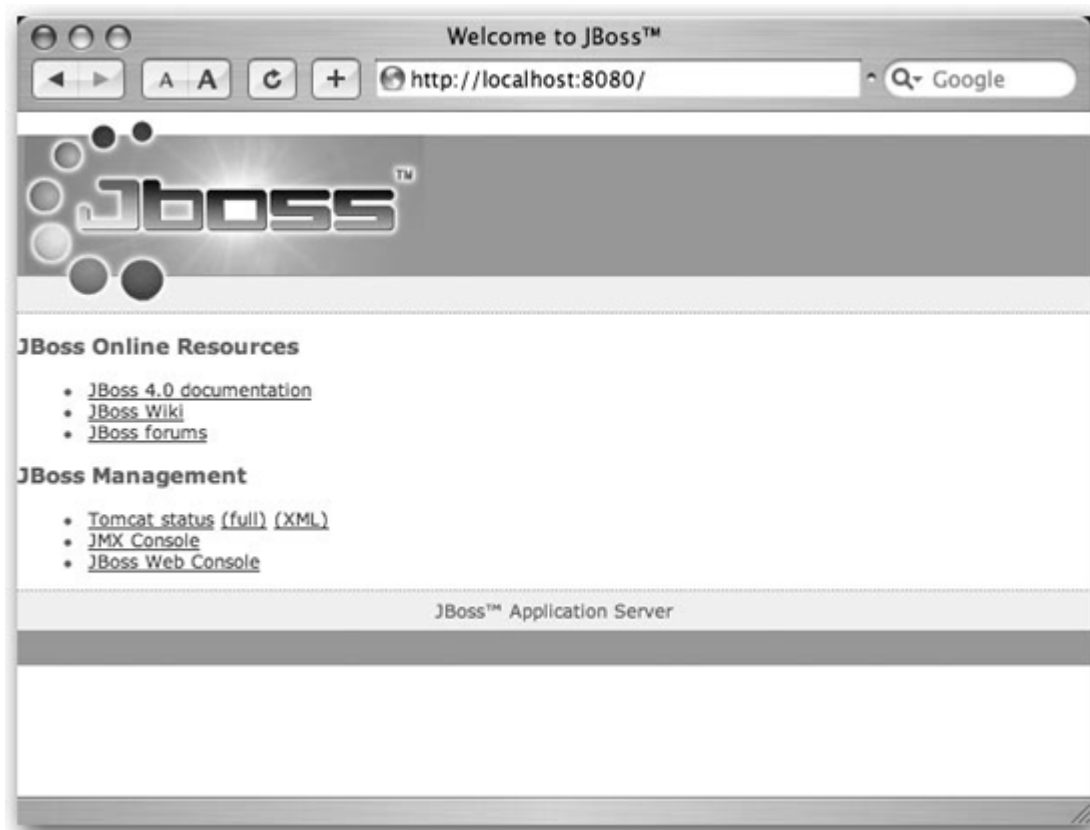 Welcome to JBoss™
A A + http://localhost:8080/ Google
Jboss™
JBoss Online Resources
• JBoss 4.0 documentation
• JBoss Wiki
• JBoss forums
JBoss Management
• Tomcat status (full) (XML)
• JMX Console
• JBoss Web Console
JBoss™ Application Server